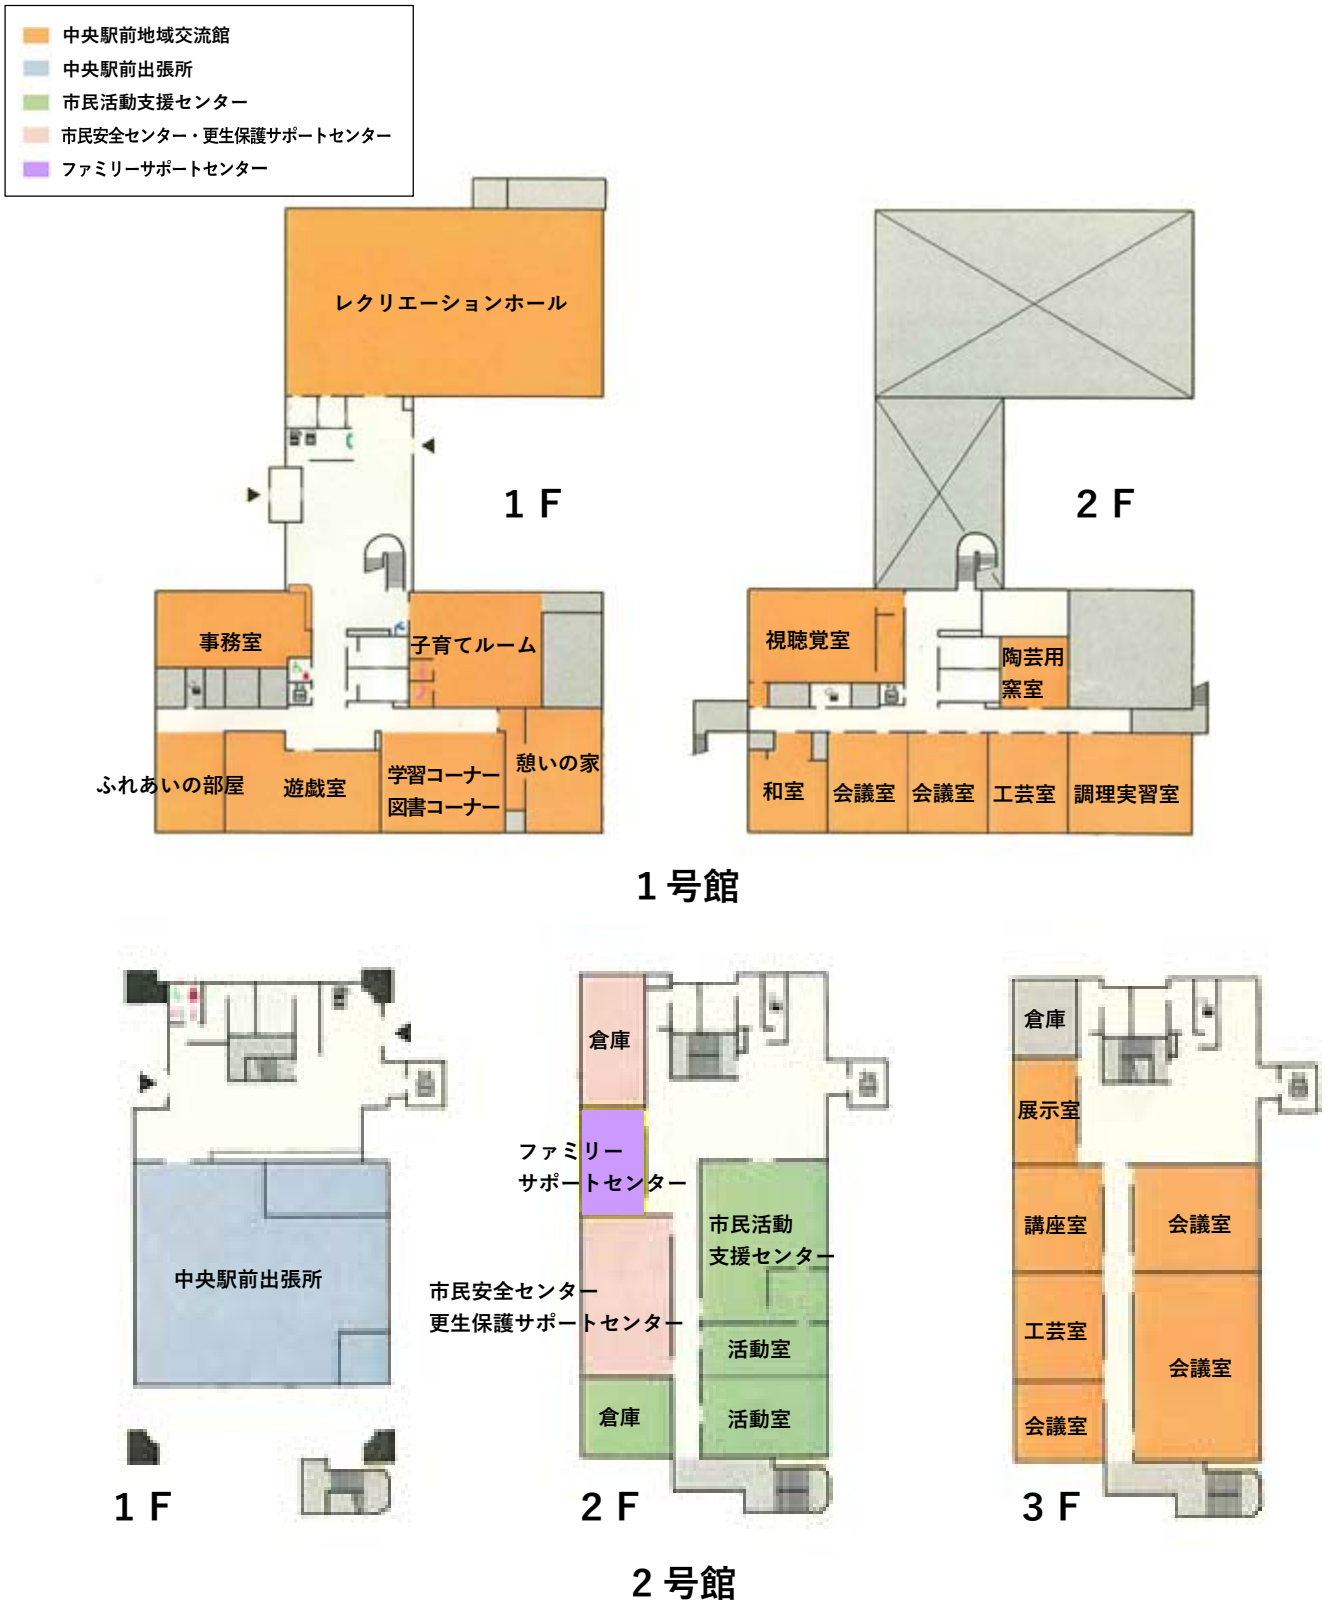 中央駅前地域交流館
中央駅前出張所
市民活動支援センター
市民安全センター・更生保護サポートセンター
ファミリーサポートセンター
レクリエーションホール
1F
事務室
子育てルーム
ふれあいの部屋
遊戯室
学習コーナー
図書コーナー
憩いの家
2F
視聴覚室
陶芸用
窯室
和室
会議室
会議室
工芸室
調理実習室
1号館
中央駅前出張所
1F
倉庫
ファミリー
サポートセンター
市民活動
支援センター
市民安全センター
更生保護サポートセンター
活動室
倉庫
活動室
2F
倉庫
展示室
講座室
会議室
工芸室
会議室
会議室
3F
2号館